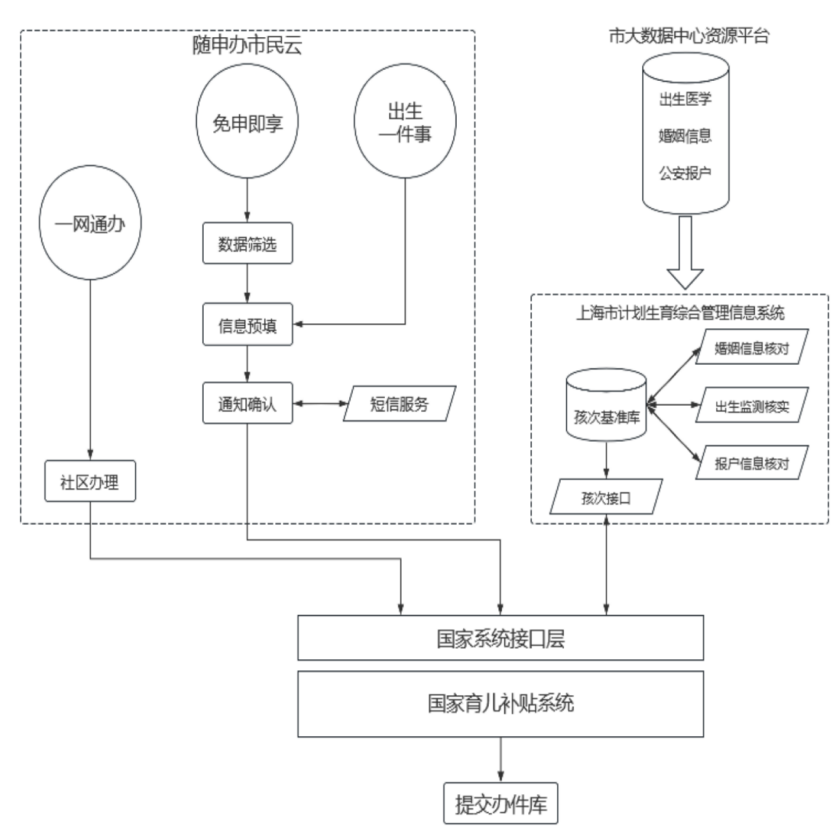 随申办市民云
免申即享
出生
一件事
一网通办
数据筛选
信息预填
通知确认
短信服务
社区办理
市大数据中心资源平台
出生医学
婚姻信息
公安报户
上海市计划生育综合管理信息系统
婚姻信息核对
孩次基准库
出生监测核实
报户信息核对
孩次接口
国家系统接口层
国家育儿补贴系统
提交办件库